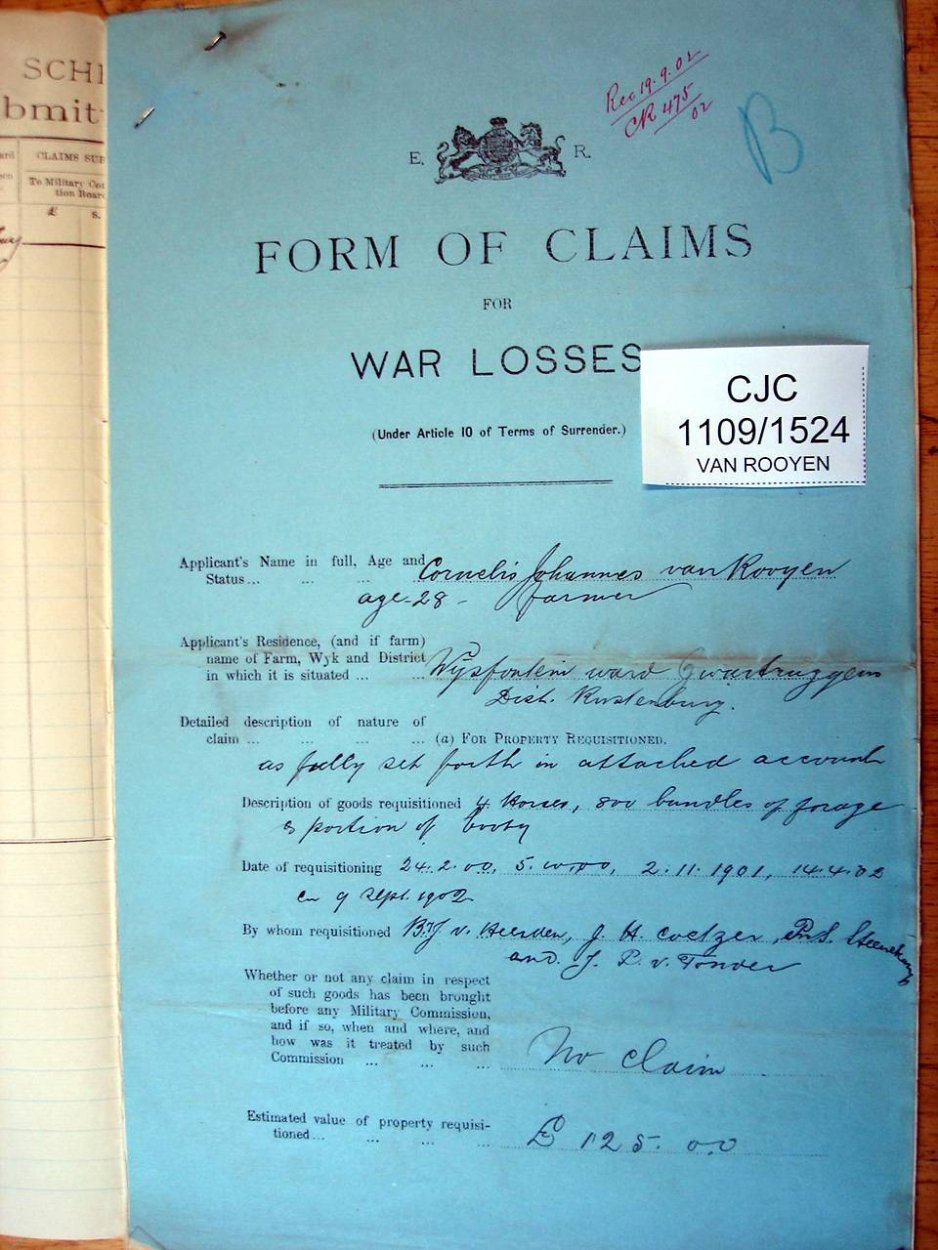 SCH
bmit
CLAIMS SU
To Military Co
tion Boar
£ s.
Rec 19.9.02
CR 475
02
B
E. R.
FORM OF CLAIMS
FOR
WAR LOSSES
(Under Article 10 of Terms of Surrender.)
CJC
1109/1524
VAN ROOYEN
Applicant's Name in full, Age and Cornelis Johannes van Rooyen
Status... ... ... age 28 - farmer
Applicant's Residence, (and if farm)
name of Farm, Wyk and District
in which it is situated ... ... Wysfontein ward Zwartruggens
Dist. Rustenburg.
Detailed description of nature of
claim ... ... ... ... (a) FOR PROPERTY REQUISITIONED.
as fully set forth in attached account
Description of goods requisitioned 4 Horses, 800 bundles of forage
& portion of booty
Date of requisitioning 24.2.00, 5.10.00, 2.11.1901, 14.4.02
en 9 Sept. 1902
By whom requisitioned v. Heerden, J. H. Coetzer, Steenekamp
and J. P. v. Tonder
Whether or not any claim in respect
of such goods has been brought
before any Military Commission,
and if so, when and where, and
how was it treated by such
Commission ... ... ... No Claim
Estimated value of property requisi-
tioned... ... ... ... £ 125. 0.0